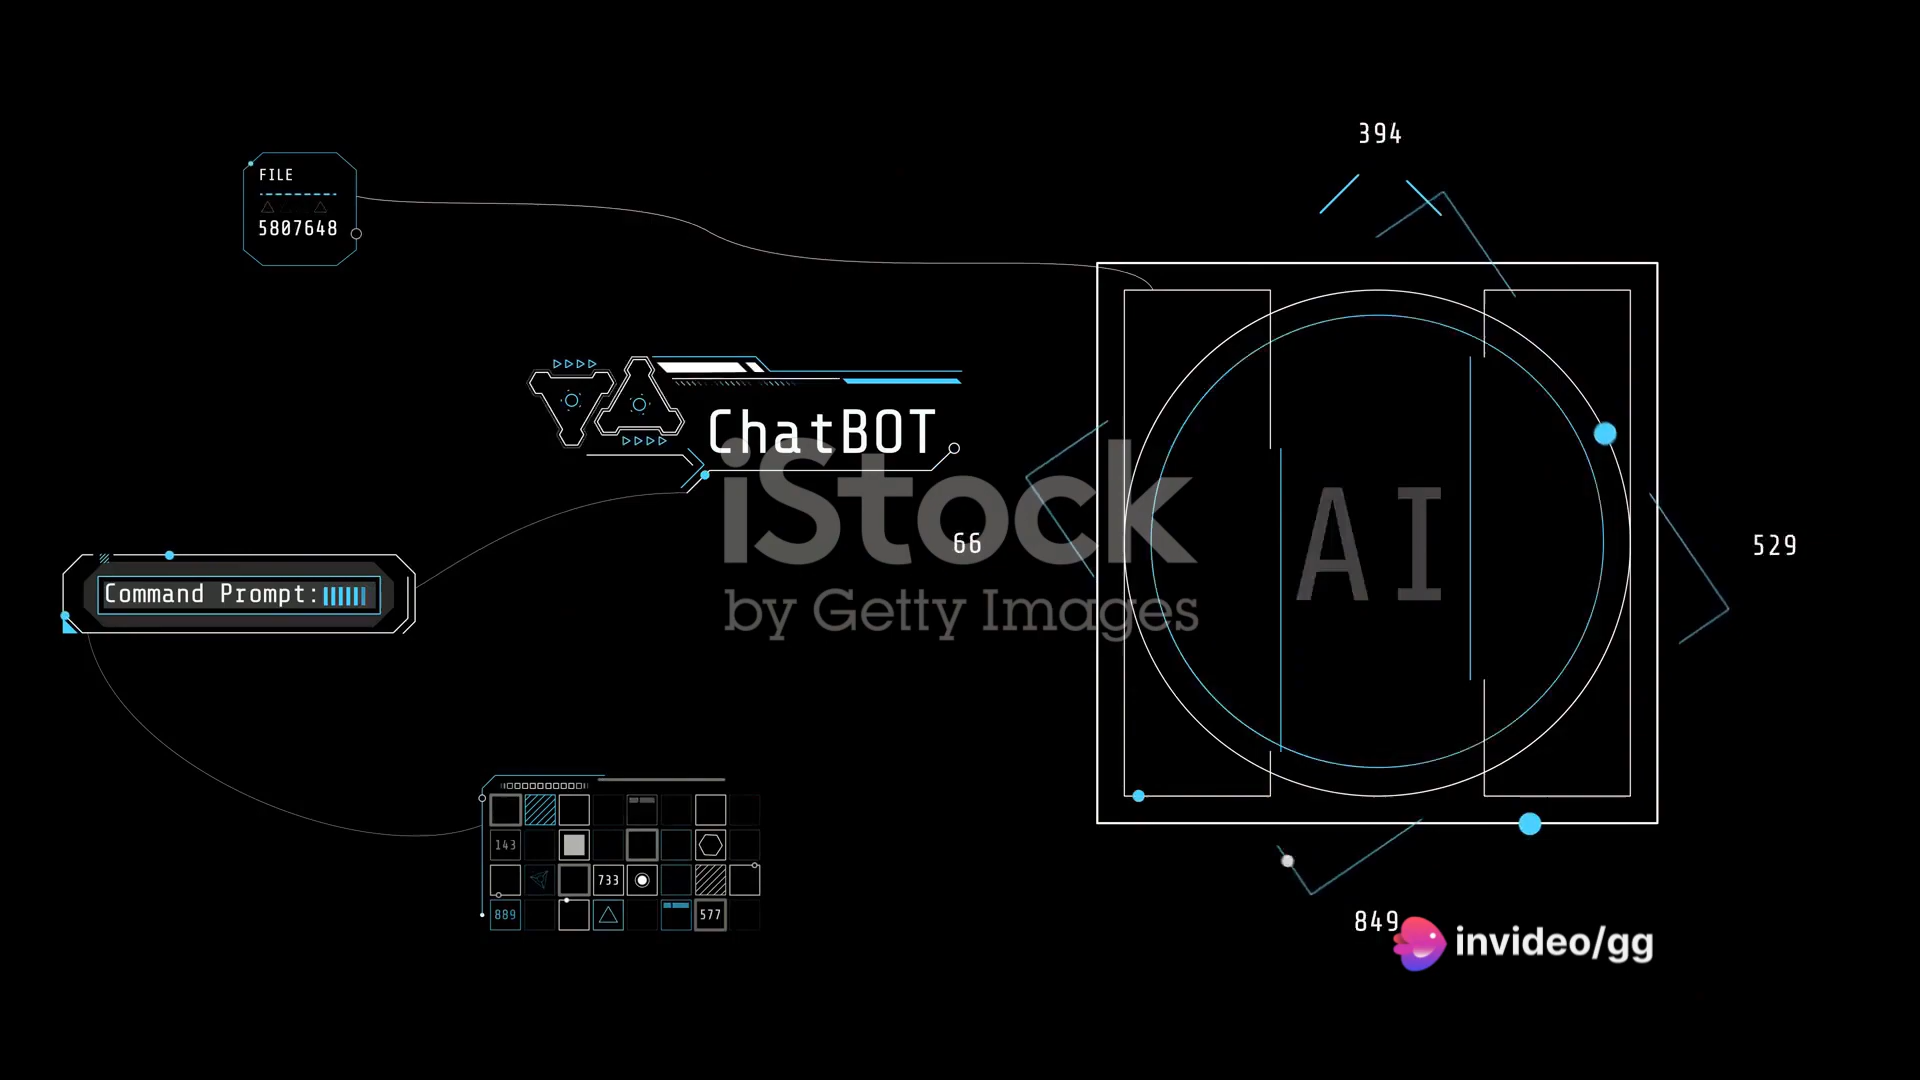 394
FILE
5807648
ChatBOT
iStock
by Getty Images
66
AI
529
Command Prompt:
143
733
889
577
849
invideo/gg